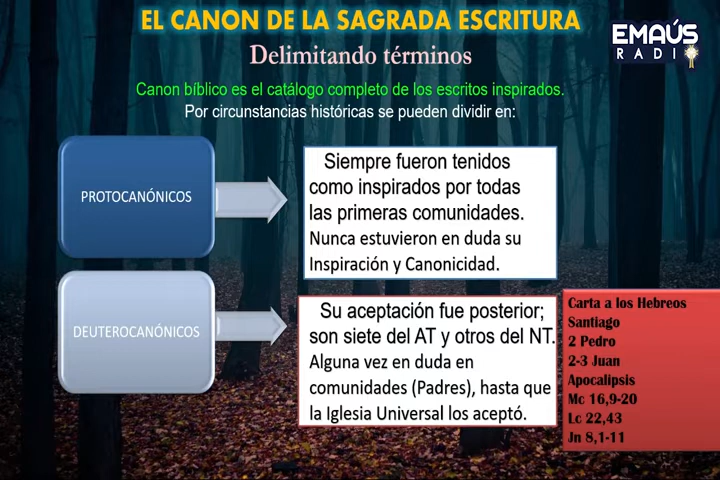 EL CANON DE LA SAGRADA ESCRITURA
EMAÚS
RADIO
Delimitando términos
Canon bíblico es el catálogo completo de los escritos inspirados.
Por circunstancias históricas se pueden dividir en:
PROTOCANÓNICOS
Siempre fueron tenidos
como inspirados por todas
las primeras comunidades.
Nunca estuvieron en duda su
Inspiración y Canonicidad.
DEUTEROCANÓNICOS
Su aceptación fue posterior;
son siete del AT y otros del NT.
Alguna vez en duda en
comunidades (Padres), hasta que
la Iglesia Universal los aceptó.
Carta a los Hebreos
Santiago
2 Pedro
2-3 Juan
Apocalipsis
Mc 16,9-20
Lc 22,43
Jn 8,1-11